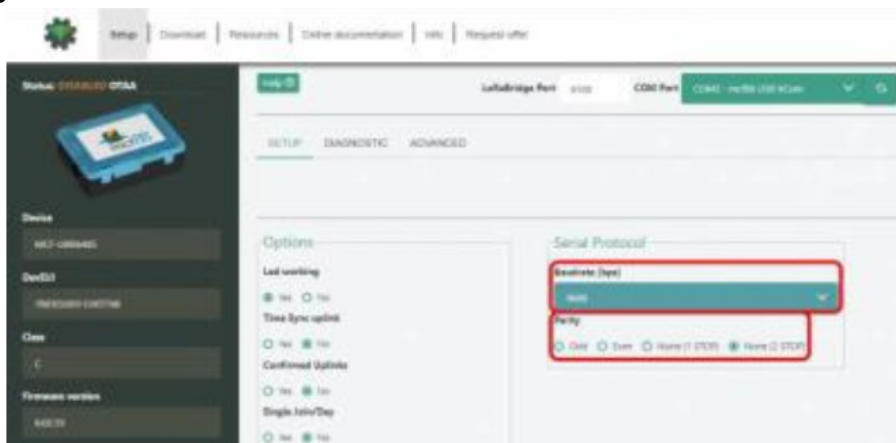 Setup | Download | Resources | Online documentation | Info | Request offer
Status: DISABLED OTAA
LoRaBridge Port
COM Port
SETUP DIAGNOSTIC ADVANCED
Device
DevEUI
Class
C
Firmware version
Options
Led working
Yes No
Time Sync uplink
Yes No
Confirmed Uplinks
Yes No
Single Join/Day
Yes No
Serial Protocol
Baudrate (bps)
Parity
Odd Even None (1 STOP) None (2 STOP)